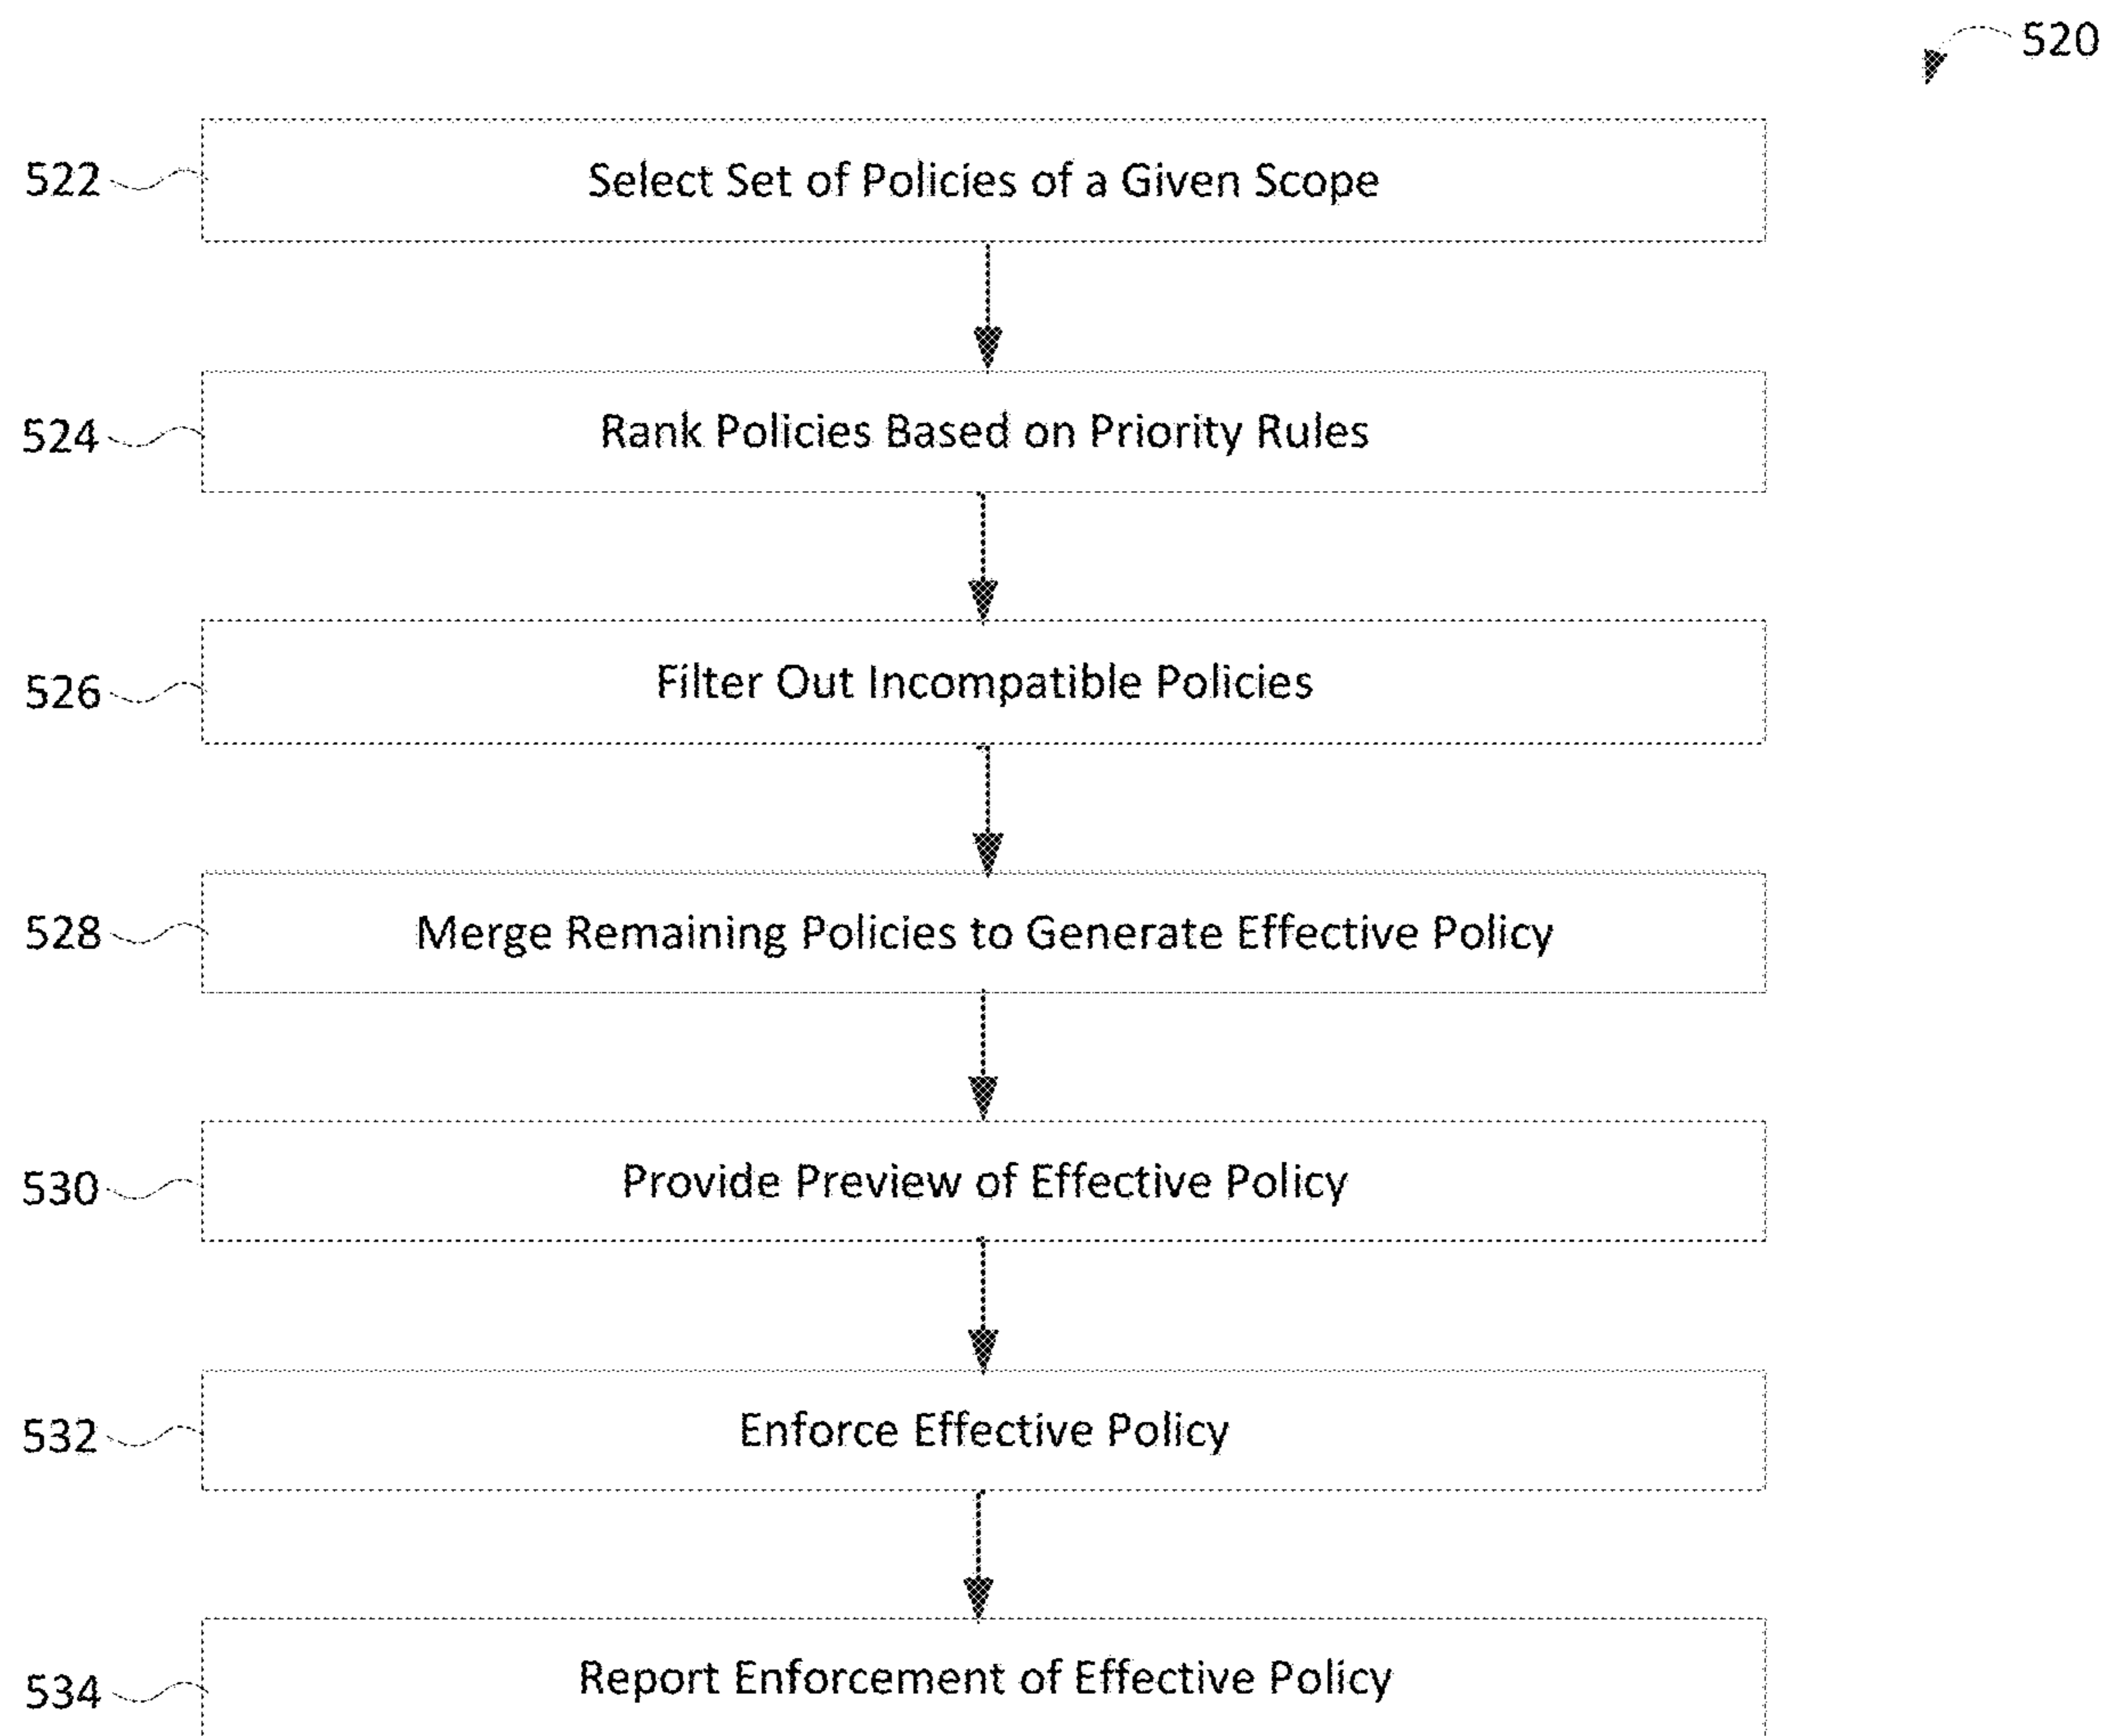 520
522 Select Set of Policies of a Given Scope
524 Rank Policies Based on Priority Rules
526 Filter Out Incompatible Policies
528 Merge Remaining Policies to Generate Effective Policy
530 Provide Preview of Effective Policy
532 Enforce Effective Policy
534 Report Enforcement of Effective Policy